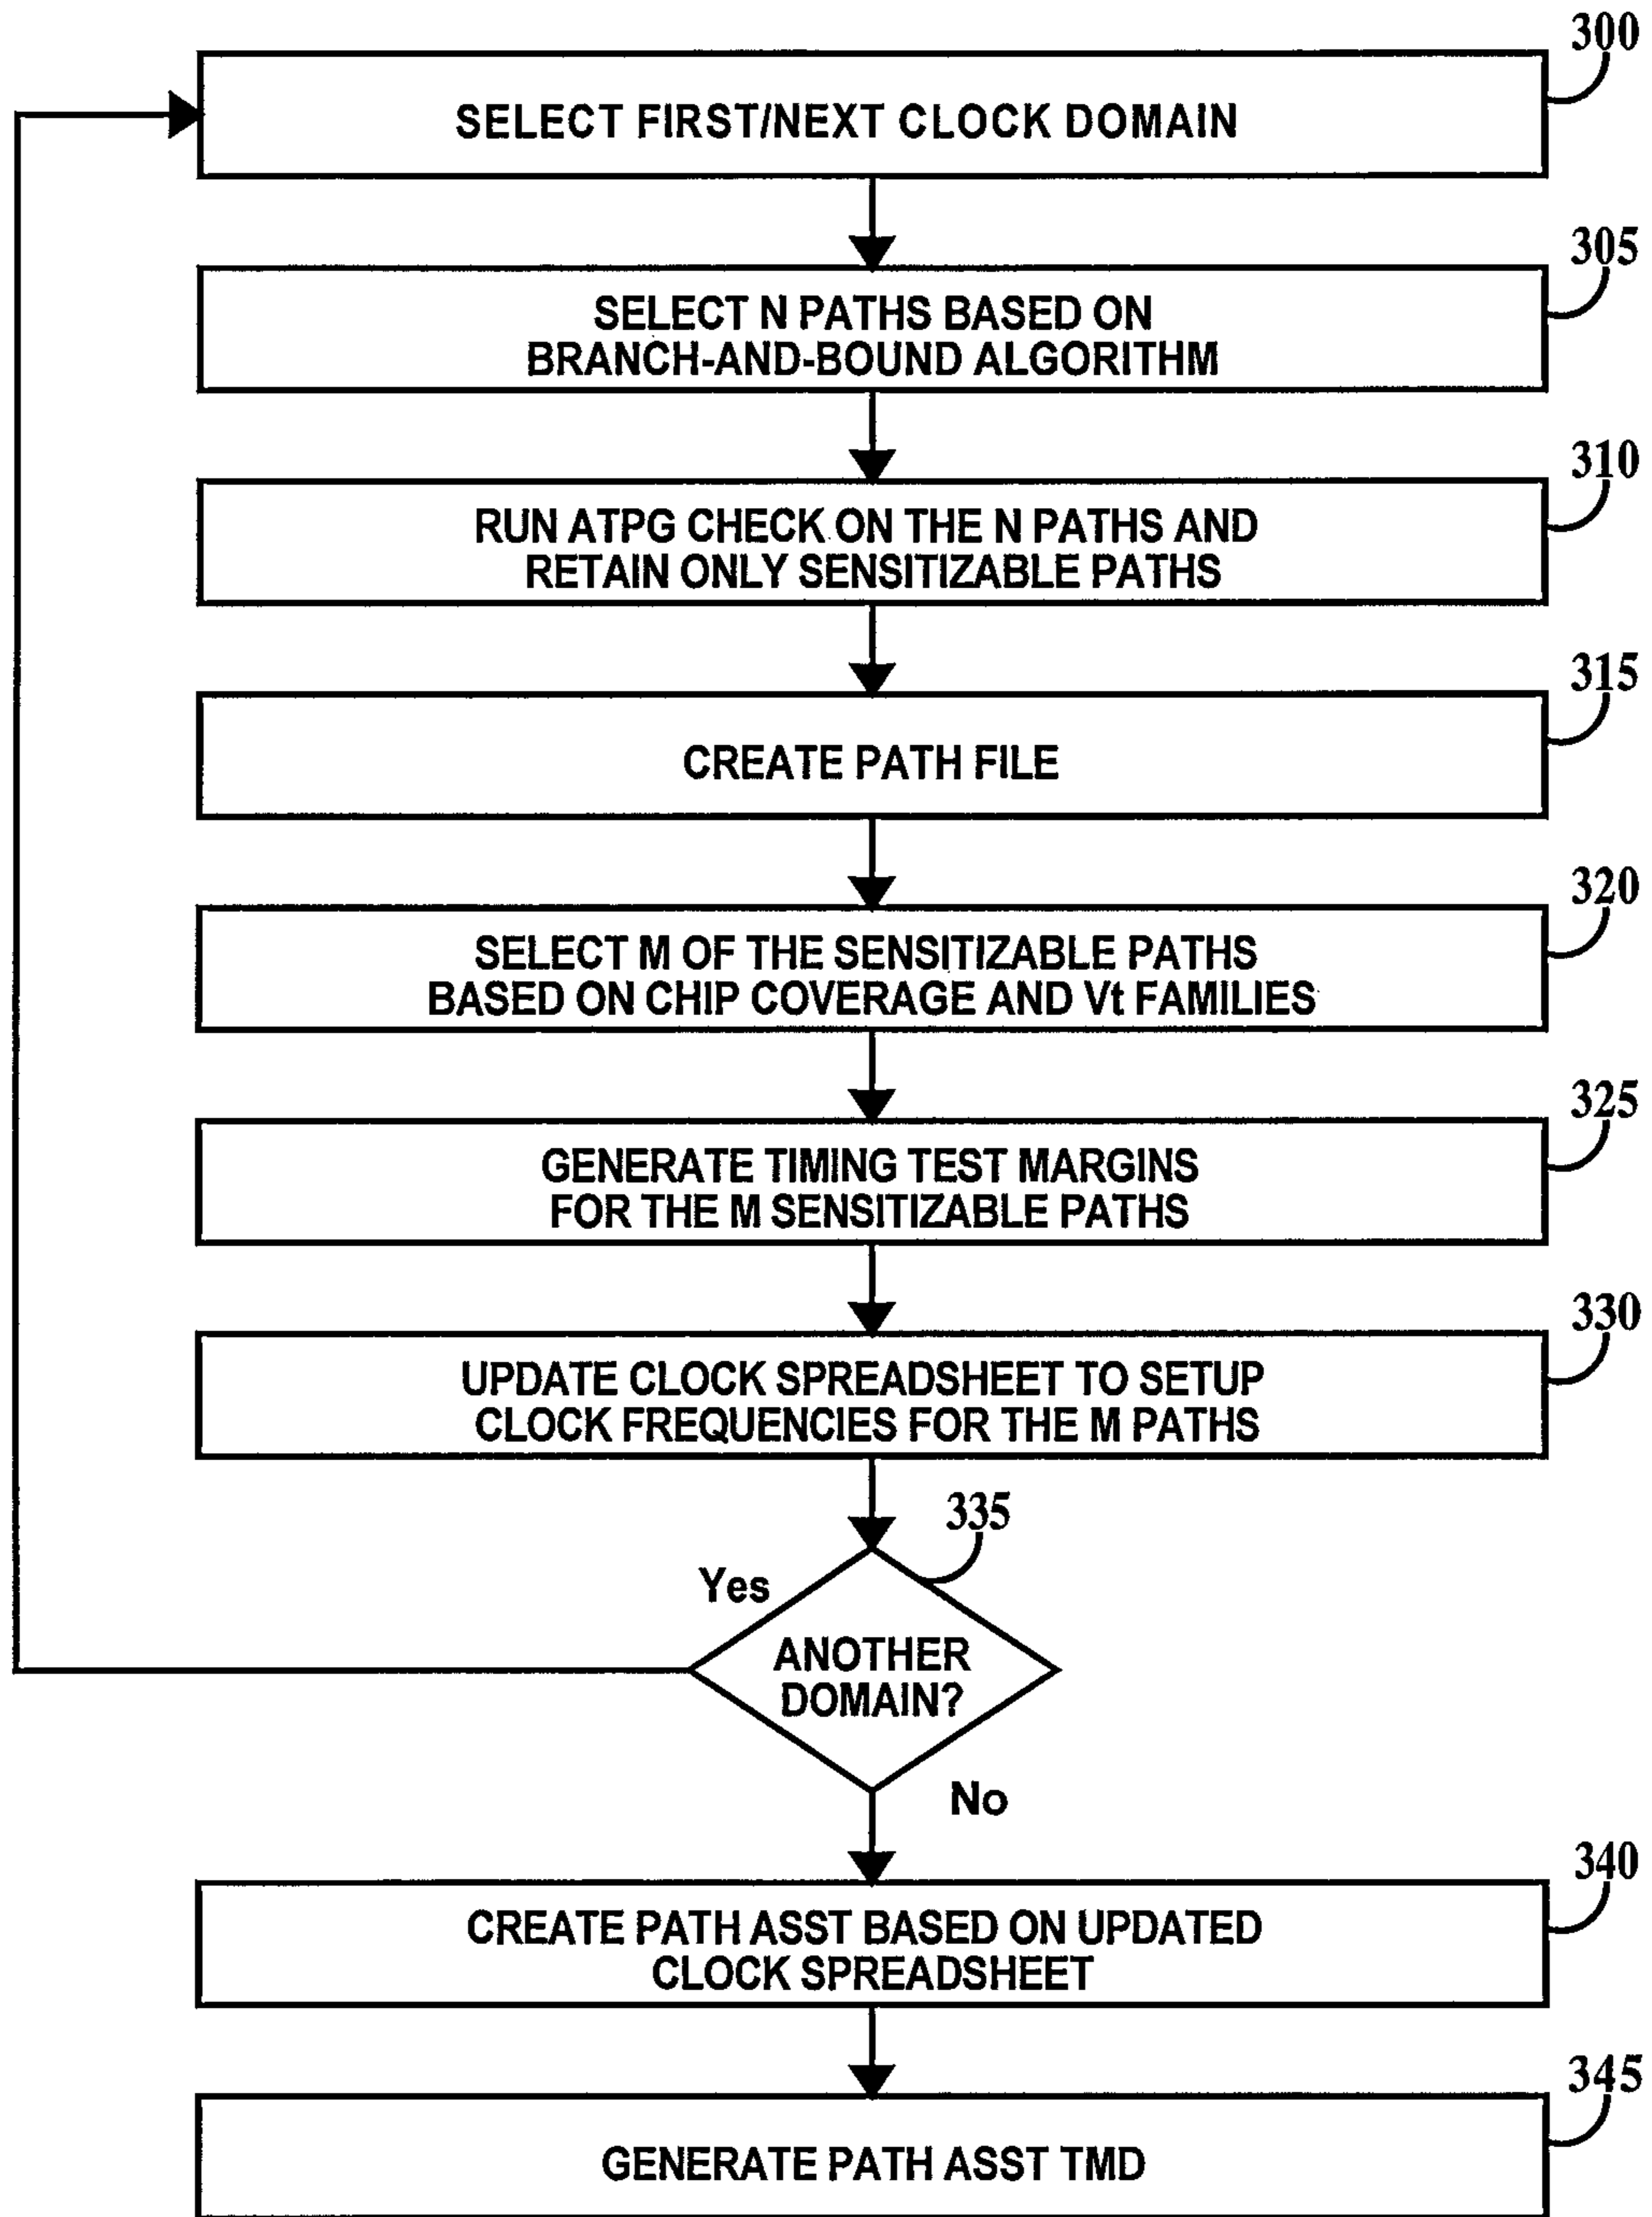 300
SELECT FIRST/NEXT CLOCK DOMAIN
305
SELECT N PATHS BASED ON
BRANCH-AND-BOUND ALGORITHM
310
RUN ATPG CHECK ON THE N PATHS AND
RETAIN ONLY SENSITIZABLE PATHS
315
CREATE PATH FILE
320
SELECT M OF THE SENSITIZABLE PATHS
BASED ON CHIP COVERAGE AND Vt FAMILIES
325
GENERATE TIMING TEST MARGINS
FOR THE M SENSITIZABLE PATHS
330
UPDATE CLOCK SPREADSHEET TO SETUP
CLOCK FREQUENCIES FOR THE M PATHS
335
Yes
ANOTHER
DOMAIN?
No
340
CREATE PATH ASST BASED ON UPDATED
CLOCK SPREADSHEET
345
GENERATE PATH ASST TMD